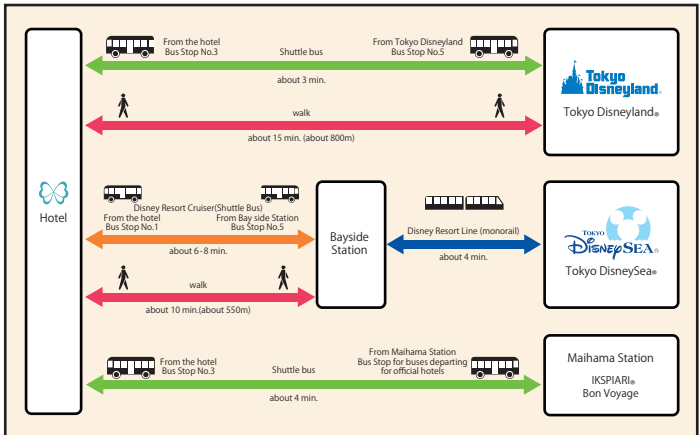 From the hotel
Bus Stop No.3
Shuttle bus
From Tokyo Disneyland
Bus Stop No.5
about 3 min.
Tokyo
Disneyland®
Tokyo Disneyland®
walk
about 15 min. (about 800m)
Hotel
Disney Resort Cruiser(Shuttle Bus)
From the hotel
Bus Stop No.1
From Bay side Station
Bus Stop No.5
about 6-8 min.
Bayside
Station
Disney Resort Line (monorail)
about 4 min.
TOKYO
DISNEYSEA®
Tokyo DisneySea®
walk
about 10 min.(about 550m)
From the hotel
Bus Stop No.3
Shuttle bus
From Maihama Station
Bus Stop for buses departing
for official hotels
about 4 min.
Maihama Station
IKSPIARI®
Bon Voyage